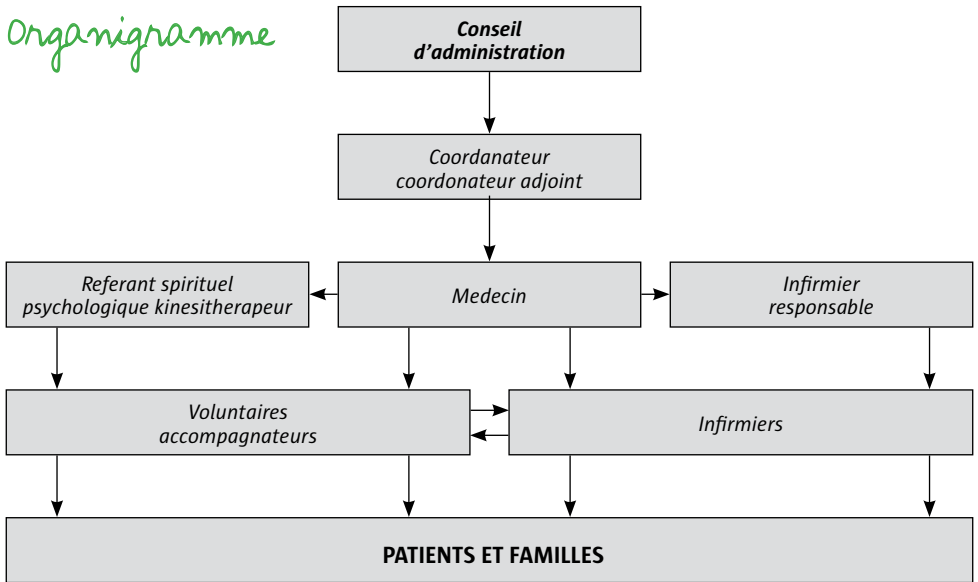 Organigramme
Conseil
d'administration
Coordanateur
coordonateur adjoint
Referant spirituel
psychologique kinesitherapeur
Medecin
Infirmier
responsable
Voluntaires
accompagnateurs
Infirmiers
PATIENTS ET FAMILLES